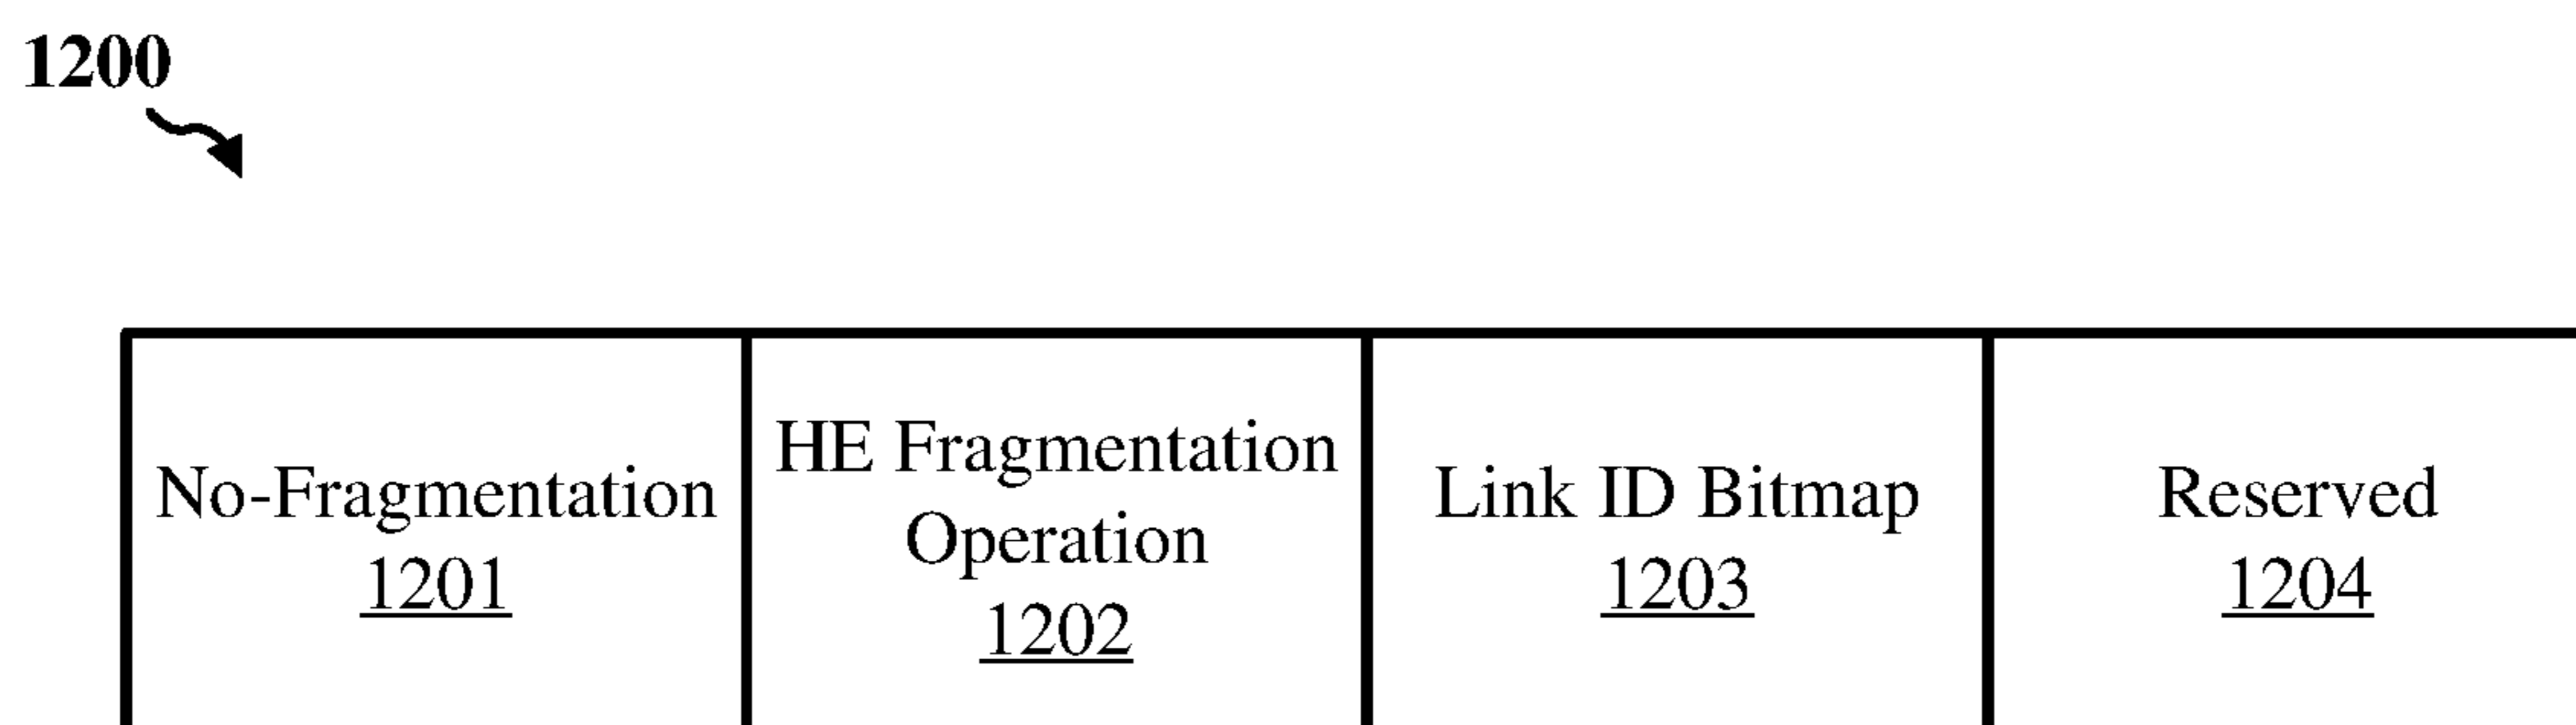 1200
No-Fragmentation
1201
HE Fragmentation
Operation
1202
Link ID Bitmap
1203
Reserved
1204